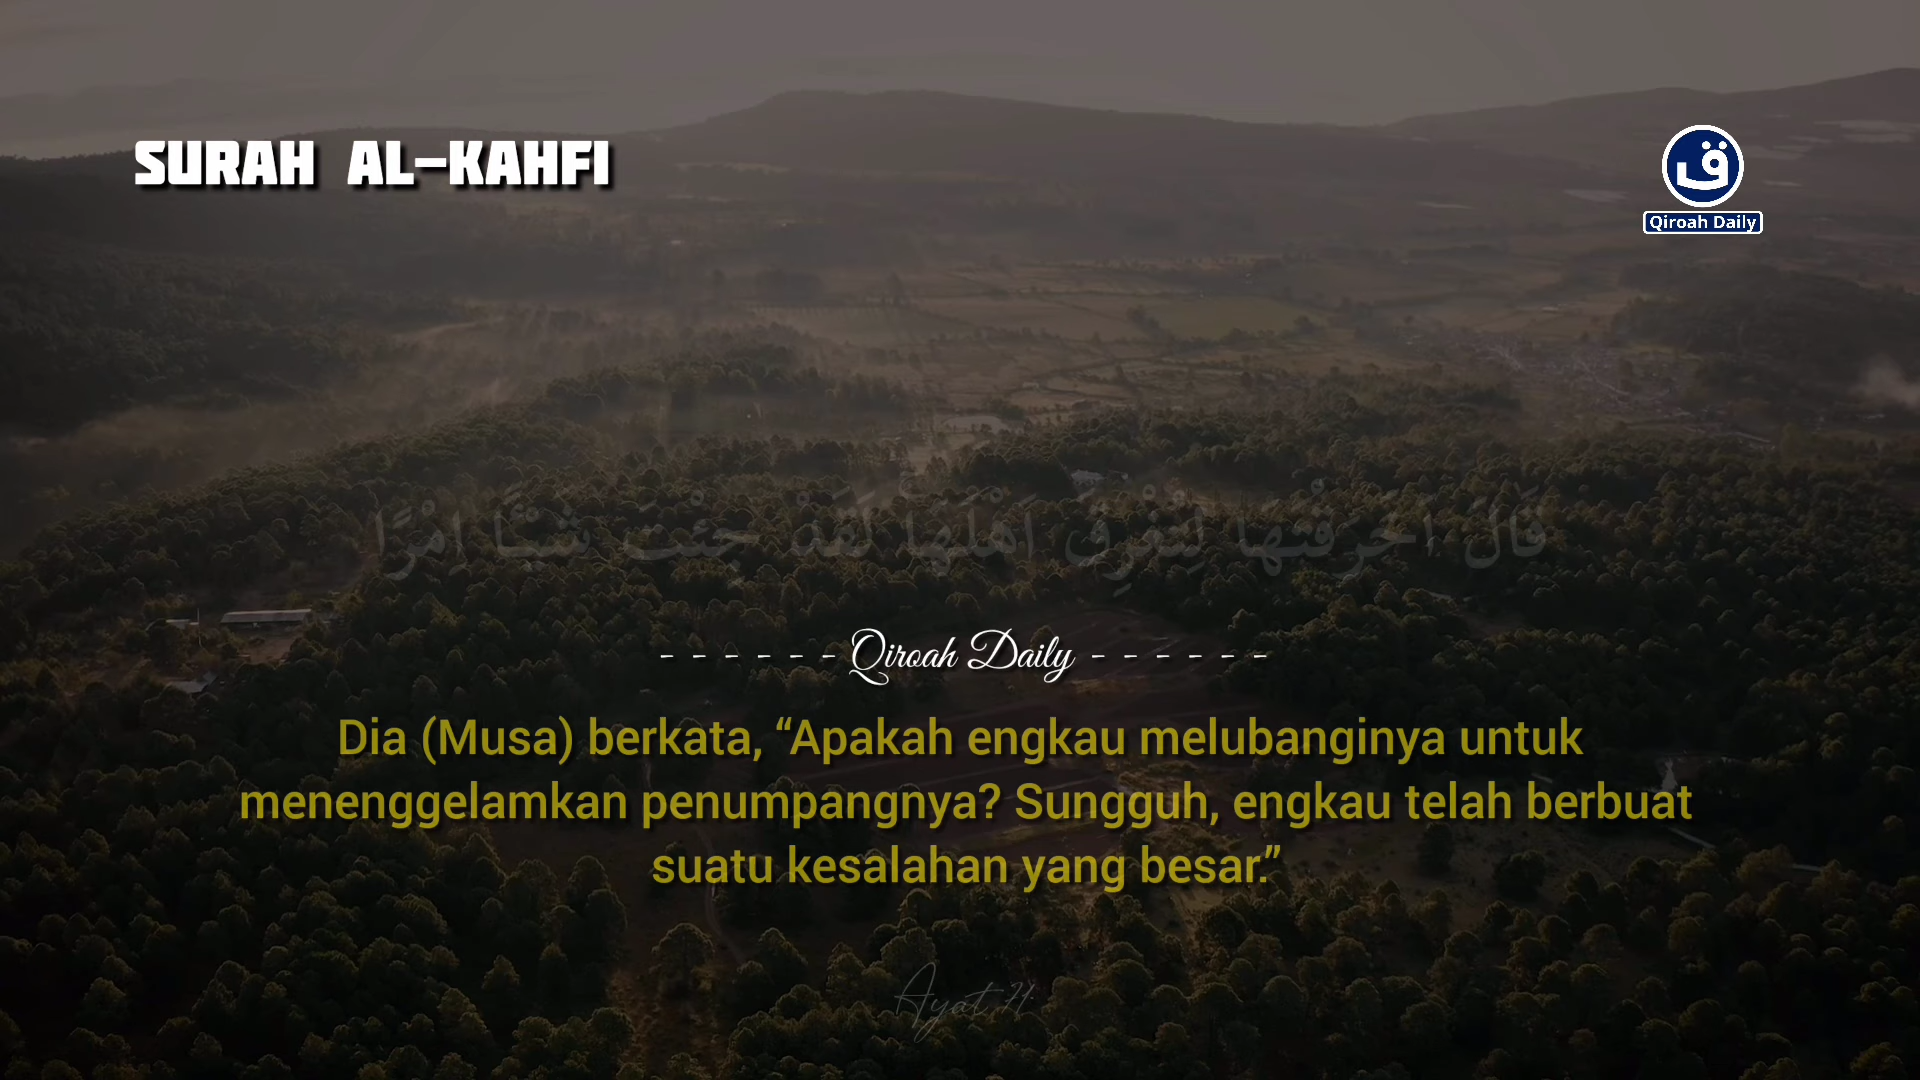 SURAH AL-KAHFI
ق
Qiroah Daily
قَالَ اَخَرَقْتَهَا لِتُغْرِقَ اَهْلَهَا لَقَدْ جِئْتَ شَيْـًٔا اِمْرًا
- - - - - - Qiroah Daily - - - - - -
Dia (Musa) berkata, “Apakah engkau melubanginya untuk
menenggelamkan penumpangnya? Sungguh, engkau telah berbuat
suatu kesalahan yang besar.”
Ayat 71